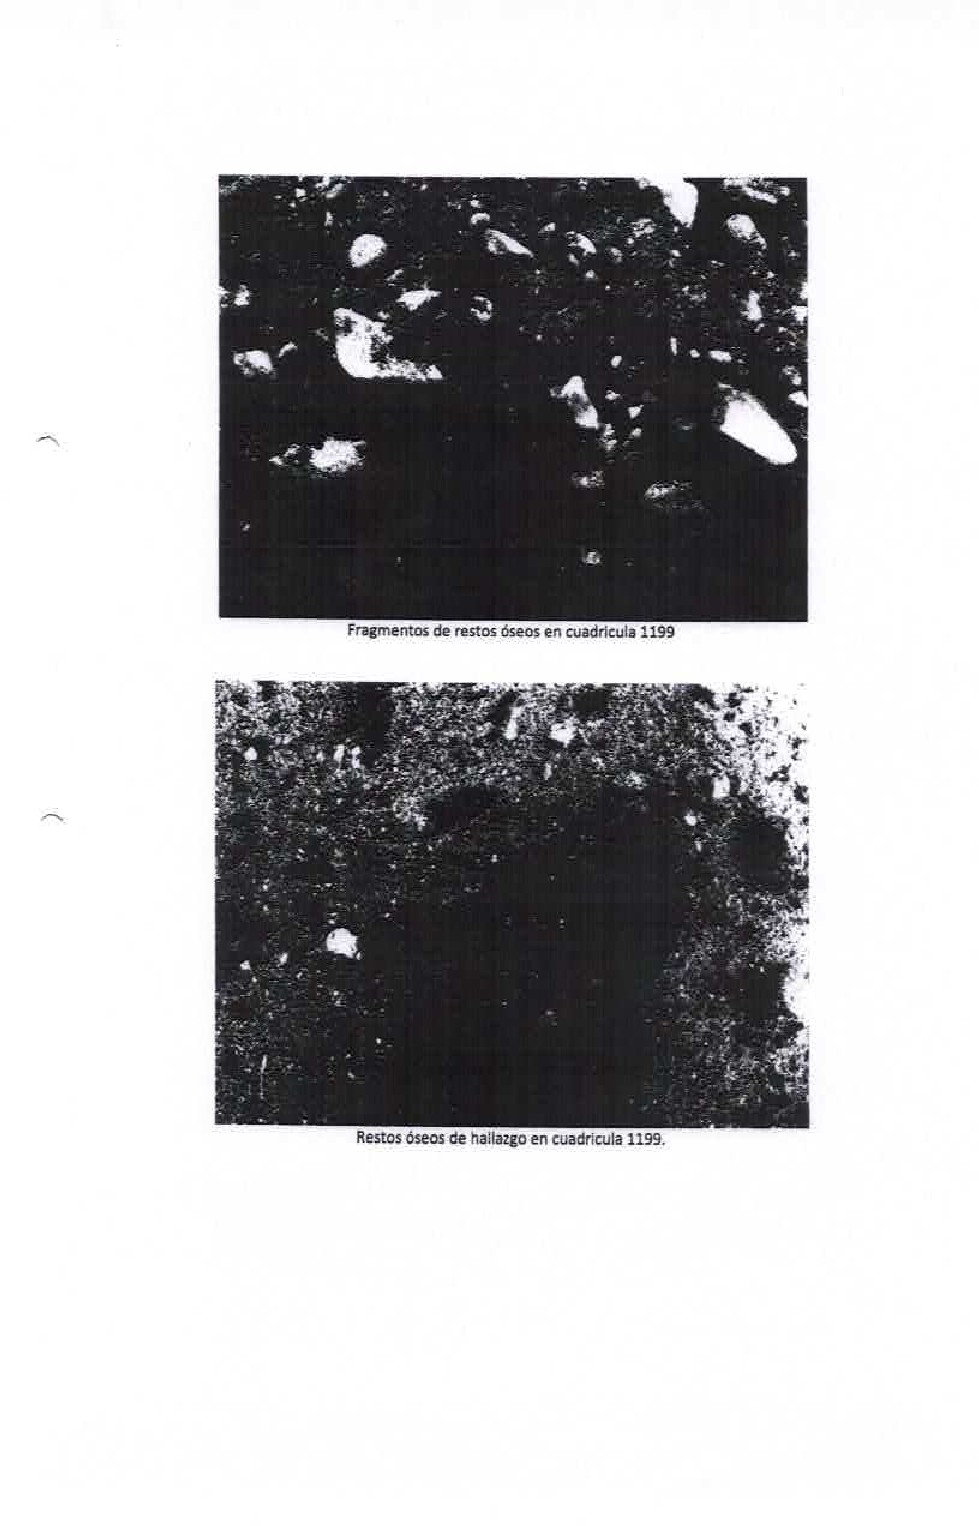 Fragmentos de restos óseos en cuadricula 1199
Restos óseos de hallazgo en cuadricula 1199.